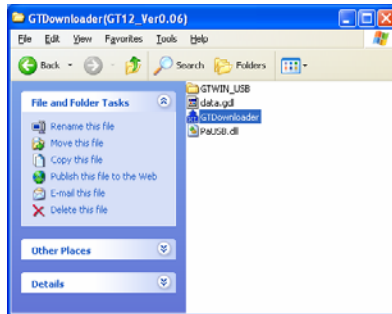 GTDownloader(GT12_Ver0.06)
File Edit View Favorites Tools Help
Back Search Folders
File and Folder Tasks
Rename this file
Move this file
Copy this file
Publish this file to the Web
E-mail this file
Delete this file
Other Places
Details
GTWIN_USB
data.gdl
GTDownloader
PaUSB.dll